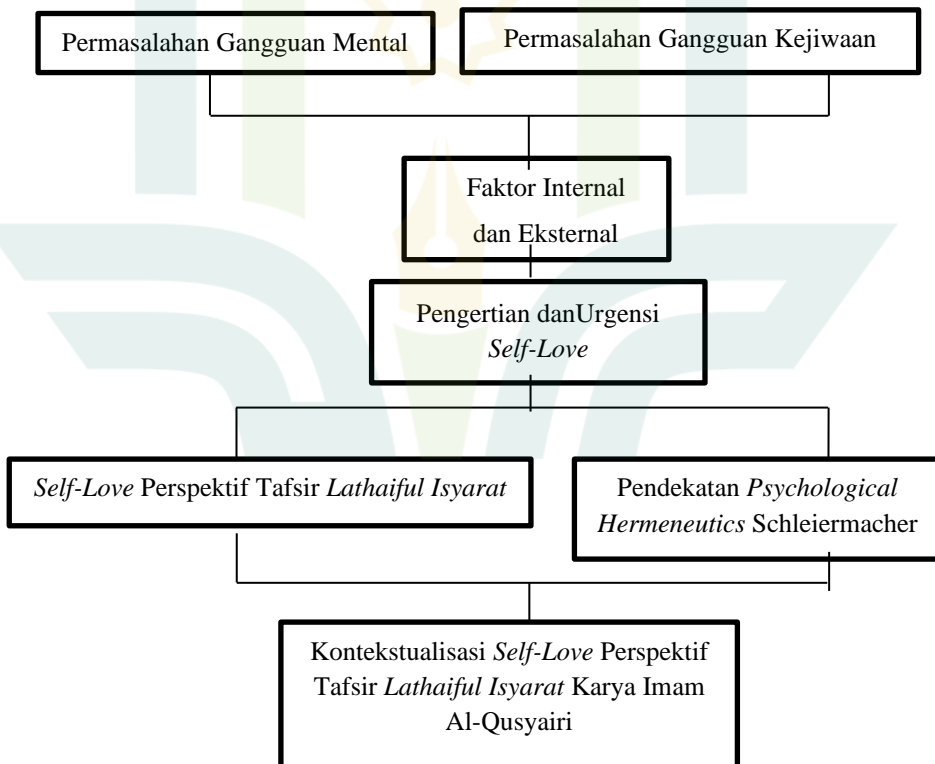 Permasalahan Gangguan Mental
Permasalahan Gangguan Kejiwaan
Faktor Internal
dan Eksternal
Pengertian danUrgensi
Self-Love
Self-Love Perspektif Tafsir Lathaiful Isyarat
Pendekatan Psychological
Hermeneutics Schleiermacher
Kontekstualisasi Self-Love Perspektif
Tafsir Lathaiful Isyarat Karya Imam
Al-Qusyairi